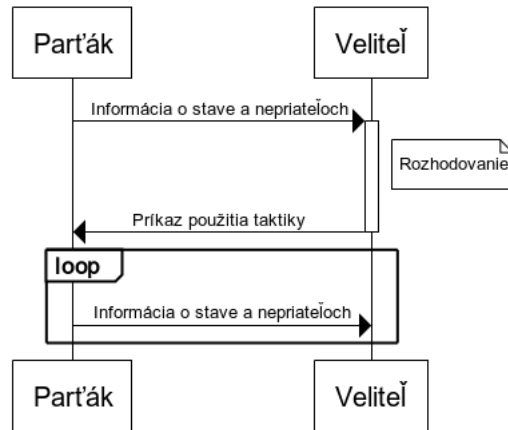 Parťák
Veliteľ
Informácia o stave a nepriateľoch
Rozhodovanie
Príkaz použitia taktiky
loop
Informácia o stave a nepriateľoch
Parťák
Veliteľ